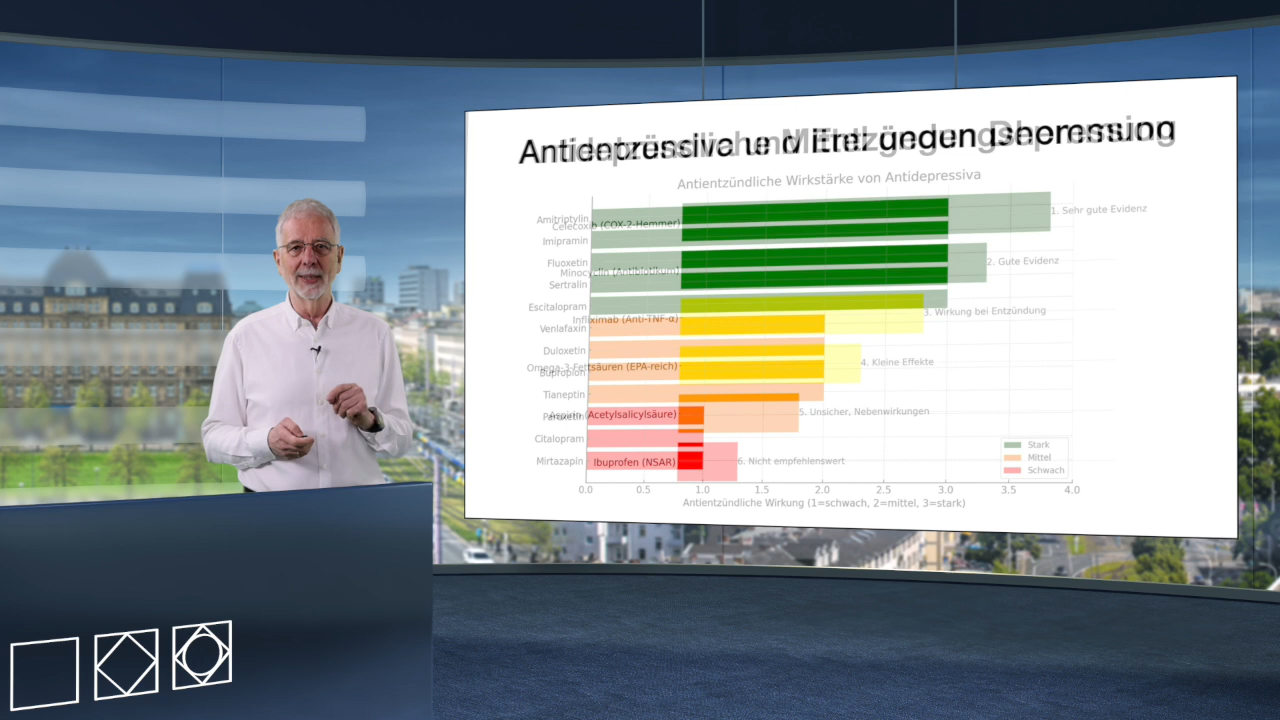 Antientzündliche Wirkstärke von Antidepressiva
Amitriptylin
Celecoxib (COX-2-Hemmer)
1. Sehr gute Evidenz
Imipramin
Fluoxetin
2. Gute Evidenz
Minocyclin (Antibiotikum)
Sertralin
Escitalopram
3. Wirkung bei Entzündung
Infliximab (Anti-TNF-α)
Venlafaxin
Duloxetin
4. Kleine Effekte
Omega-3-Fettsäuren (EPA-reich)
Bupropion
Tianeptin
5. Unsicher, Nebenwirkungen
Aspirin (Acetylsalicylsäure)
Paroxetin
Citalopram
Mirtazapin
Ibuprofen (NSAR)
6. Nicht empfehlenswert
Stark
Mittel
Schwach
0.0 0.5 1.0 1.5 2.0 2.5 3.0 3.5 4.0
Antientzündliche Wirkung (1=schwach, 2=mittel, 3=stark)